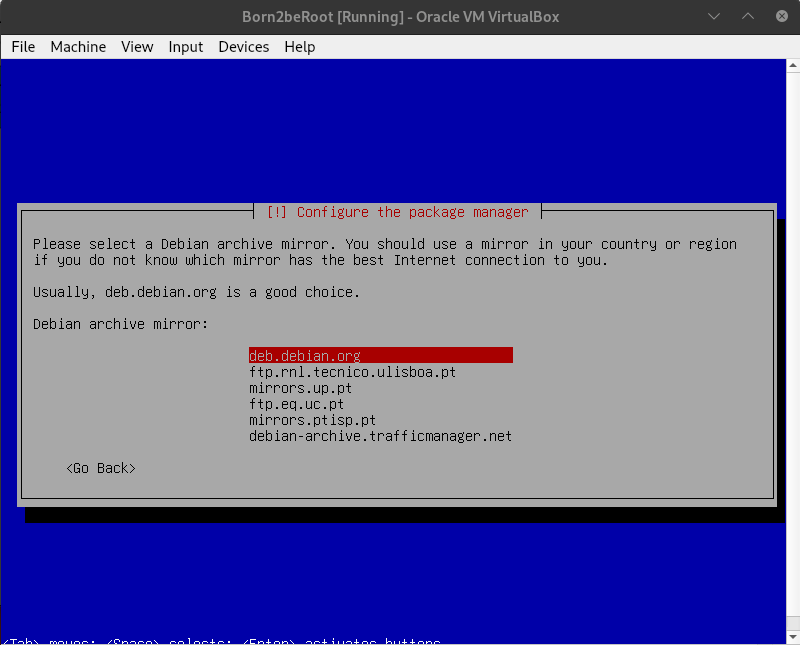 Born2beRoot [Running] - Oracle VM VirtualBox
File Machine View Input Devices Help
[!] Configure the package manager
Please select a Debian archive mirror. You should use a mirror in your country or region
if you do not know which mirror has the best Internet connection to you.
Usually, deb.debian.org is a good choice.
Debian archive mirror:
deb.debian.org
ftp.rnl.tecnico.ulisboa.pt
mirrors.up.pt
ftp.eq.uc.pt
mirrors.ptisp.pt
debian-archive.trafficmanager.net
<Go Back>
<Tab> moves; <Space> selects; <Enter> activates buttons